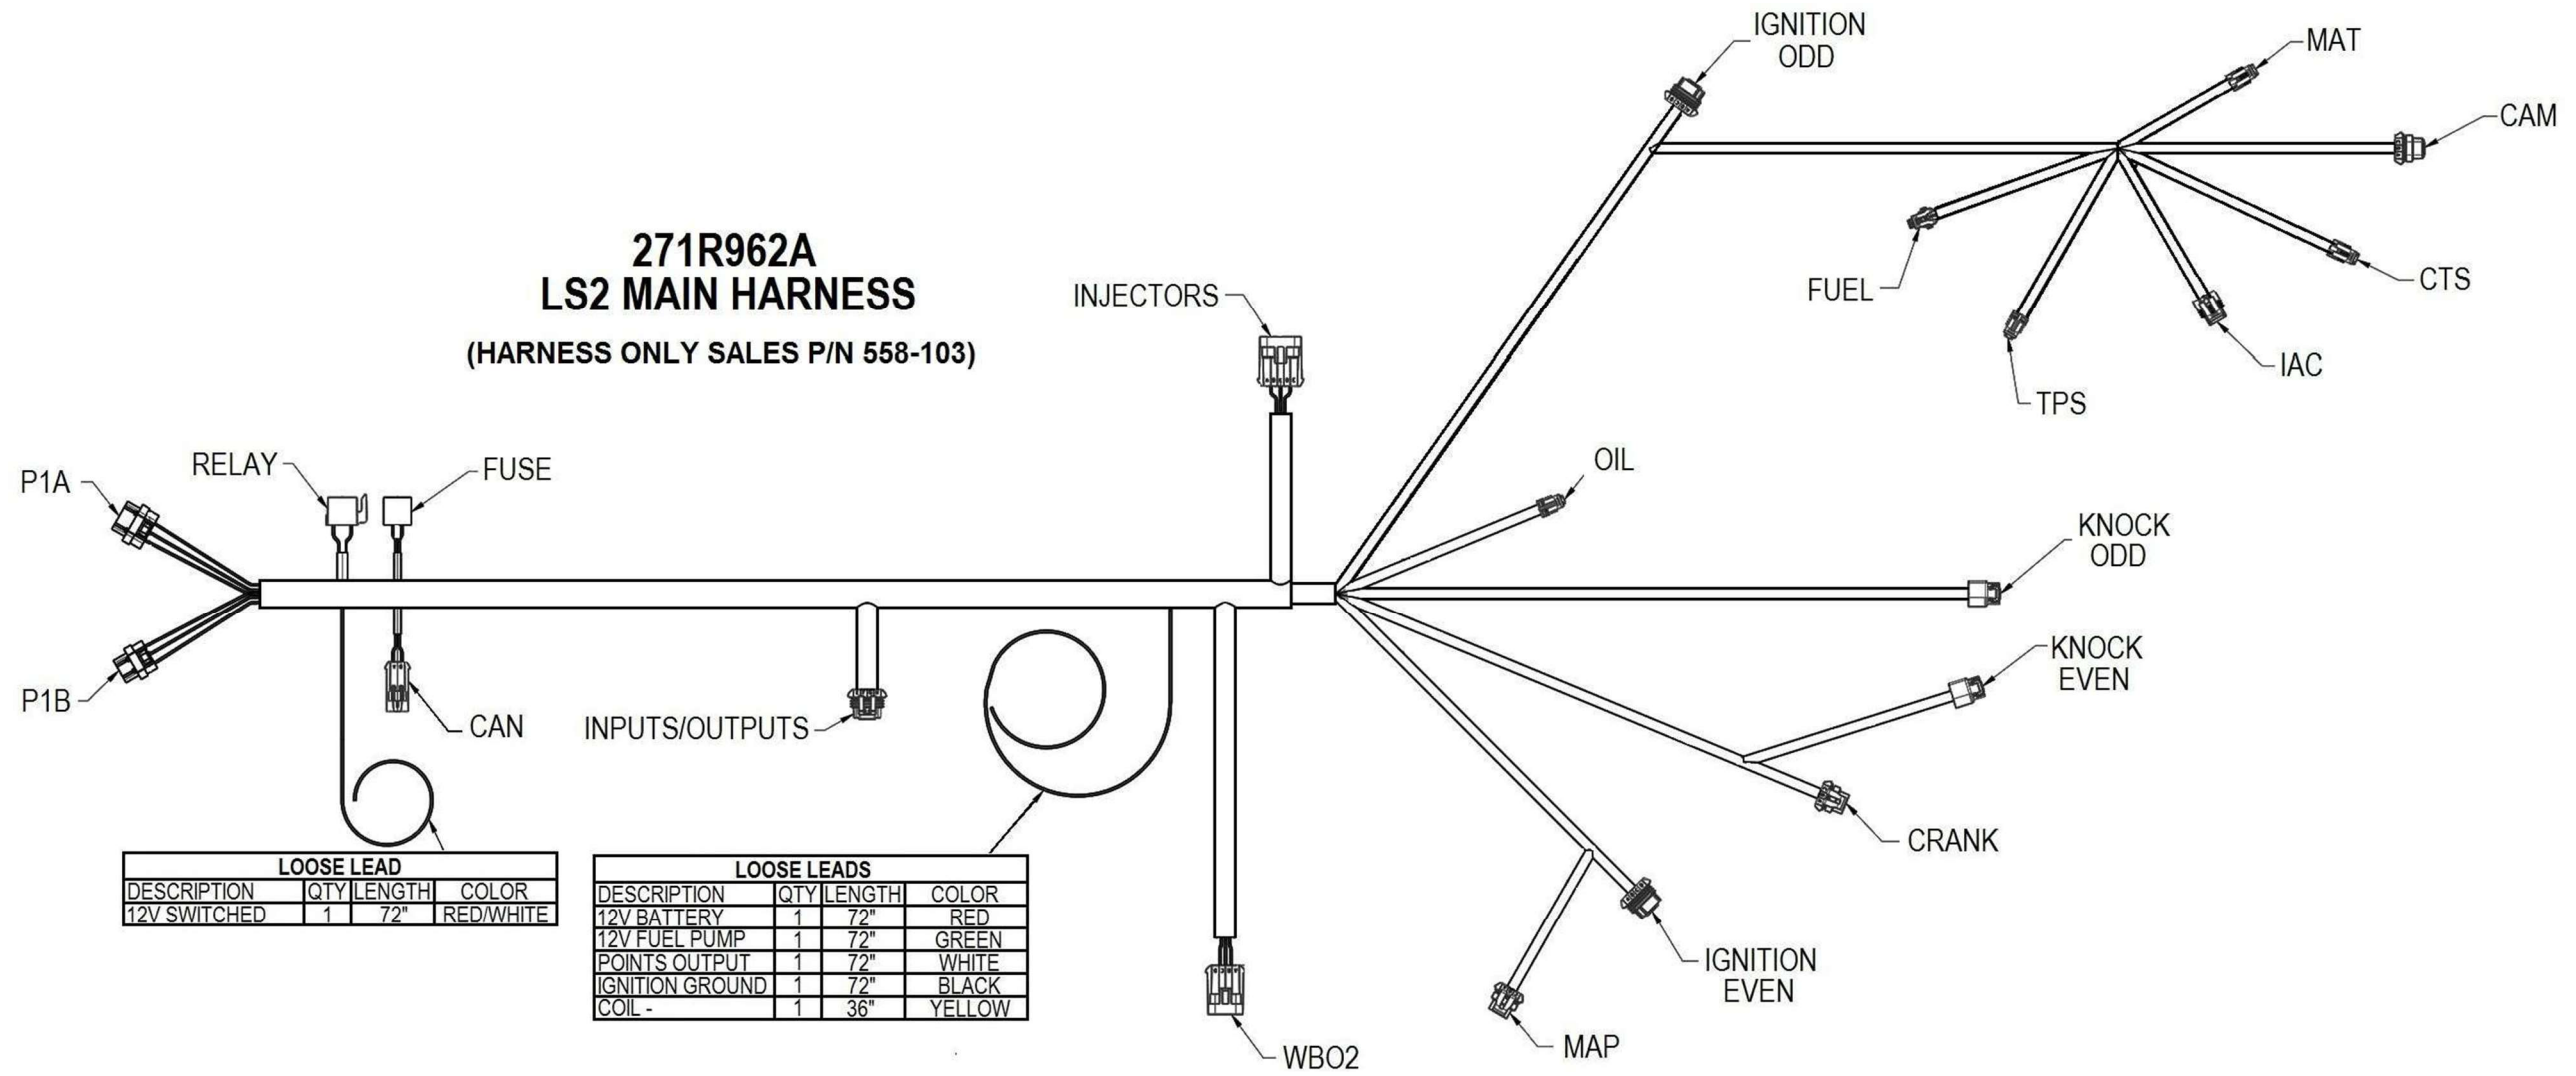 IGNITION
ODD
MAT
CAM
271R962A
LS2 MAIN HARNESS
(HARNESS ONLY SALES P/N 558-103)
INJECTORS
FUEL
CTS
IAC
TPS
P1A
RELAY
FUSE
OIL
KNOCK
ODD
KNOCK
EVEN
P1B
CAN
INPUTS/OUTPUTS
CRANK
LOOSE LEAD
DESCRIPTION QTY LENGTH COLOR
12V SWITCHED 1 72" RED/WHITE
LOOSE LEADS
DESCRIPTION QTY LENGTH COLOR
12V BATTERY 1 72" RED
12V FUEL PUMP 1 72" GREEN
POINTS OUTPUT 1 72" WHITE
IGNITION GROUND 1 72" BLACK
COIL - 1 36" YELLOW
IGNITION
EVEN
WBO2
MAP